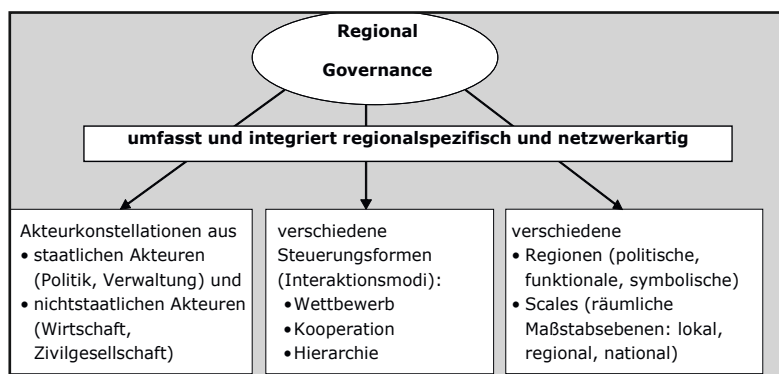 Regional
Governance
umfasst und integriert regionalspezifisch und netzwerkartig
Akteurkonstellationen aus
• staatlichen Akteuren
(Politik, Verwaltung) und
• nichtstaatlichen Akteuren
(Wirtschaft,
Zivilgesellschaft)
verschiedene
Steuerungsformen
(Interaktionsmodi):
• Wettbewerb
• Kooperation
• Hierarchie
verschiedene
• Regionen (politische,
funktionale, symbolische)
• Scales (räumliche
Maßstabsebenen: lokal,
regional, national)